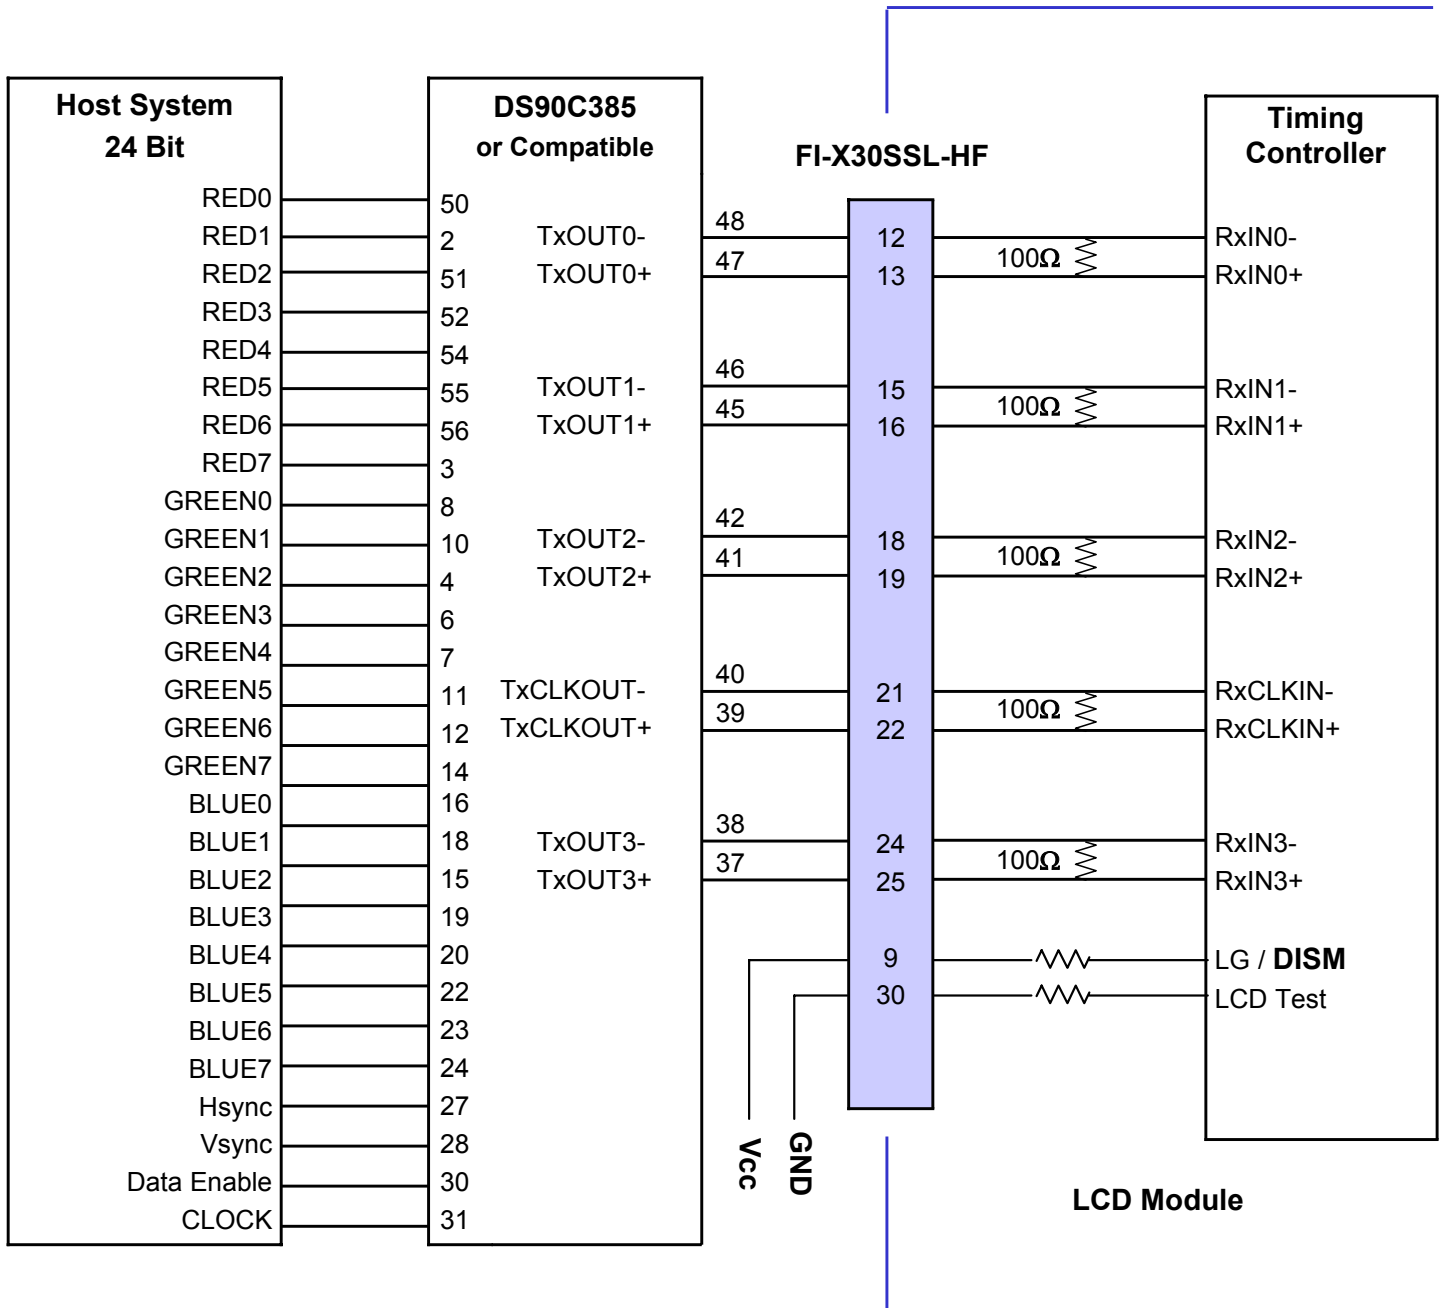 Host System
24 Bit
RED0
RED1
RED2
RED3
RED4
RED5
RED6
RED7
GREEN0
GREEN1
GREEN2
GREEN3
GREEN4
GREEN5
GREEN6
GREEN7
BLUE0
BLUE1
BLUE2
BLUE3
BLUE4
BLUE5
BLUE6
BLUE7
Hsync
Vsync
Data Enable
CLOCK
DS90C385
or Compatible
50
2
51
52
54
55
56
3
8
10
4
6
7
11
12
14
16
18
15
19
20
22
23
24
27
28
30
31
TxOUT0-
TxOUT0+
TxOUT1-
TxOUT1+
TxOUT2-
TxOUT2+
TxCLKOUT-
TxCLKOUT+
TxOUT3-
TxOUT3+
48
47
46
45
42
41
40
39
38
37
Vcc
GND
FI-X30SSL-HF
12
13
15
16
18
19
21
22
24
25
9
30
100Ω
100Ω
100Ω
100Ω
100Ω
Timing
Controller
RxIN0-
RxIN0+
RxIN1-
RxIN1+
RxIN2-
RxIN2+
RxCLKIN-
RxCLKIN+
RxIN3-
RxIN3+
LG / DISM
LCD Test
LCD Module